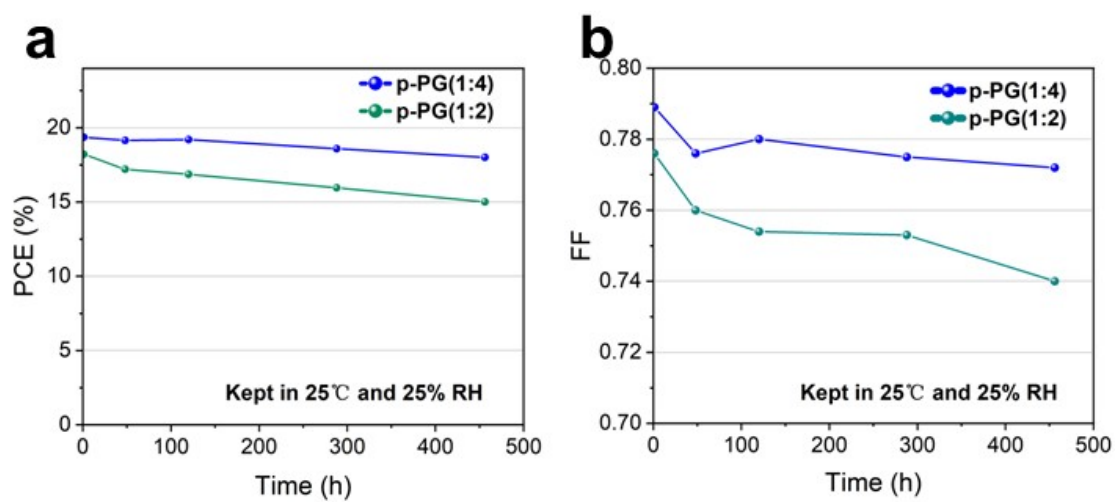 a
p-PG(1:4)
p-PG(1:2)
20
15
10
5
0
PCE (%)
Kept in 25℃ and 25% RH
0 100 200 300 400 500
Time (h)
b
p-PG(1:4)
p-PG(1:2)
0.80
0.78
0.76
0.74
0.72
0.70
FF
Kept in 25℃ and 25% RH
0 100 200 300 400 500
Time (h)